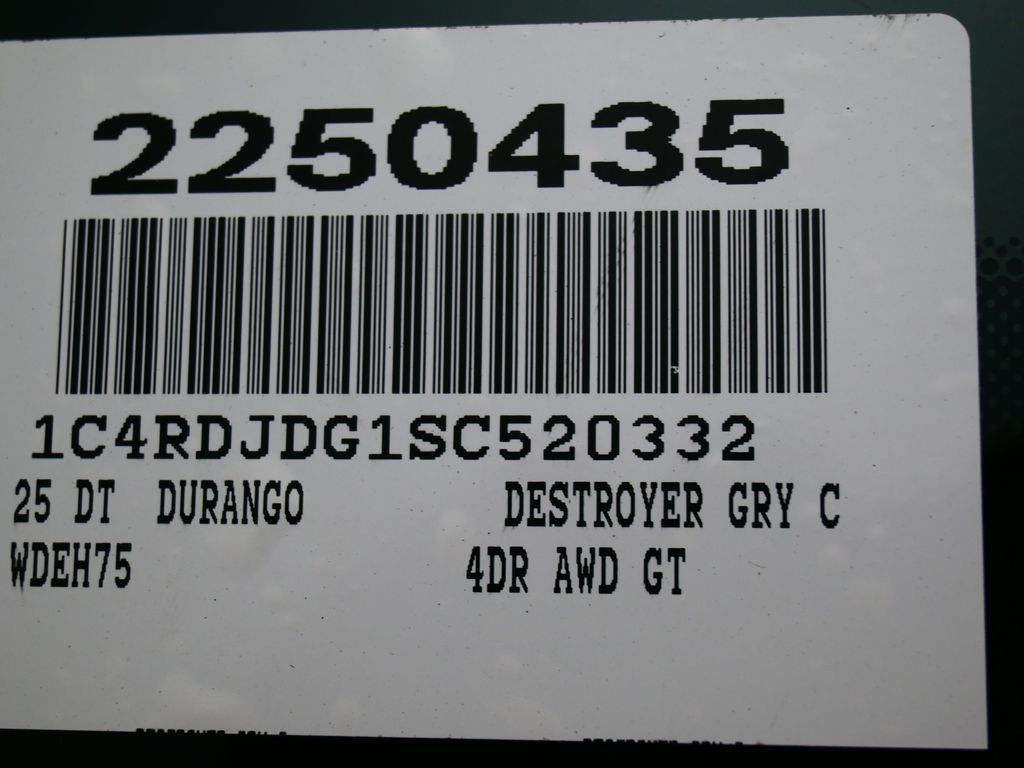 2250435
1C4RDJDG1SC520332
25 DT DURANGO DESTROYER GRY C
WDEH75 4DR AWD GT